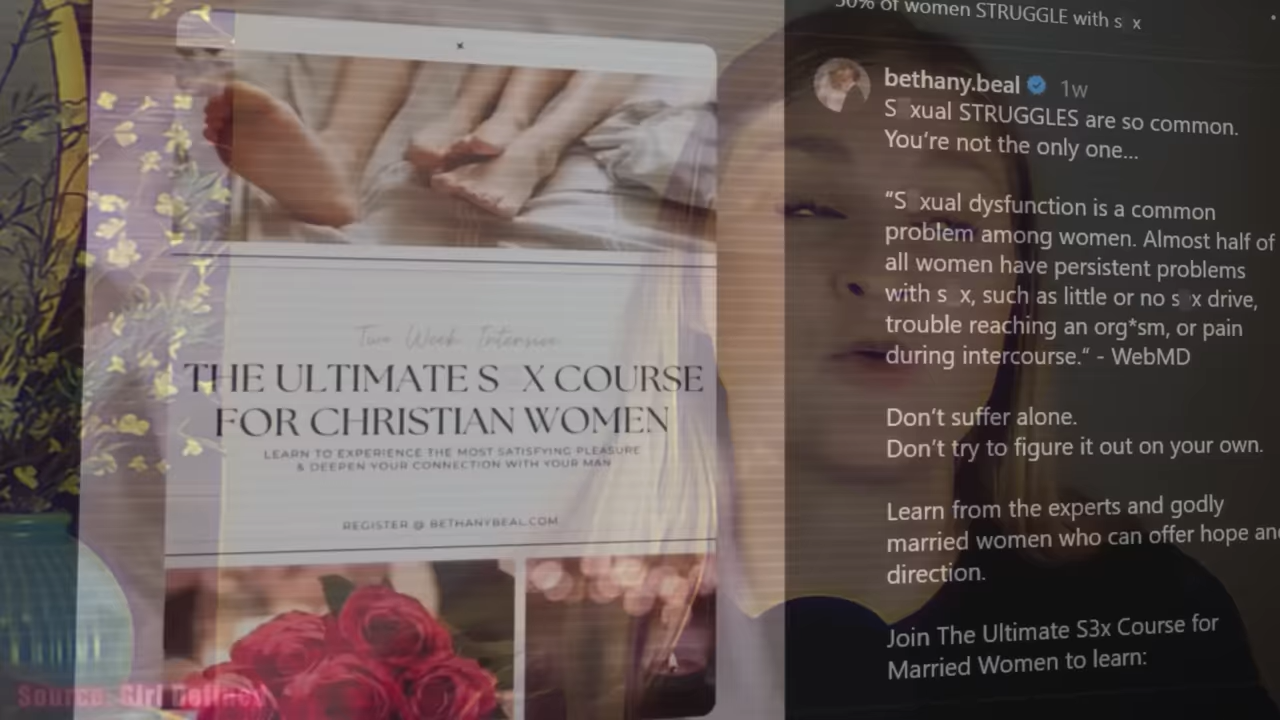 Two Week Intensive
THE ULTIMATE S X COURSE
FOR CHRISTIAN WOMEN
LEARN TO EXPERIENCE THE MOST SATISFYING PLEASURE
& DEEPEN YOUR CONNECTION WITH YOUR MAN
REGISTER @ BETHANYBEAL.COM
Source: Girl Defined
50% of women STRUGGLE with s x
bethany.beal 1w
S xual STRUGGLES are so common.
You're not the only one...
"S xual dysfunction is a common
problem among women. Almost half of
all women have persistent problems
with s x, such as little or no s x drive,
trouble reaching an org*sm, or pain
during intercourse." - WebMD
Don't suffer alone.
Don't try to figure it out on your own.
Learn from the experts and godly
married women who can offer hope and
direction.
Join The Ultimate S3x Course for
Married Women to learn: